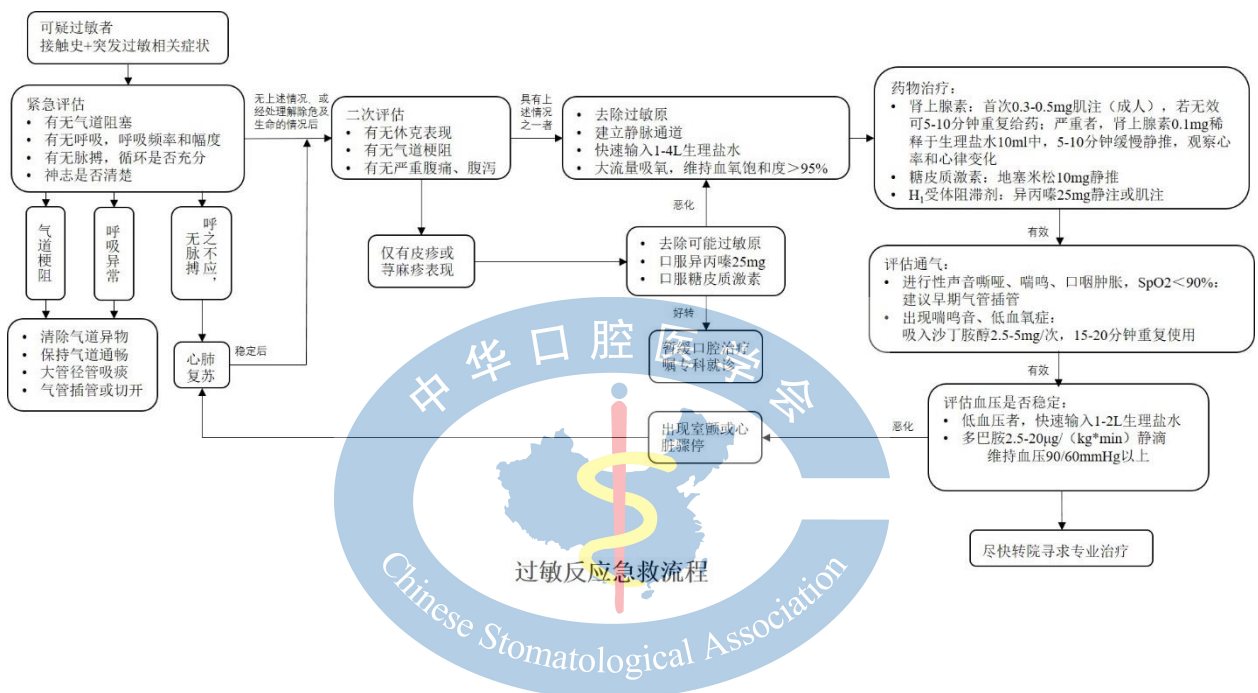 可疑过敏者
接触史+突发过敏相关症状
紧急评估
• 有无气道阻塞
• 有无呼吸，呼吸频率和幅度
• 有无脉搏，循环是否充分
• 神志是否清楚
无上述情况，或
经处理解除危及
生命的情况后
二次评估
• 有无休克表现
• 有无气道梗阻
• 有无严重腹痛、腹泻
具有上
述情况
之一者
• 去除过敏原
• 建立静脉通道
• 快速输入1-4L生理盐水
• 大流量吸氧，维持血氧饱和度＞95%
药物治疗：
• 肾上腺素：首次0.3-0.5mg肌注（成人），若无效
可5-10分钟重复给药；严重者，肾上腺素0.1mg稀
释于生理盐水10ml中，5-10分钟缓慢静推，观察心
率和心律变化
• 糖皮质激素：地塞米松10mg静推
• H₁受体阻滞剂：异丙嗪25mg静注或肌注
气道梗阻
呼吸异常
呼之不应，
无脉搏
仅有皮疹或
荨麻疹表现
恶化
• 去除可能过敏原
• 口服异丙嗪25mg
• 口服糖皮质激素
有效
评估通气：
• 进行性声音嘶哑、喘鸣、口咽肿胀，SpO2＜90%：
建议早期气管插管
• 出现喘鸣音、低血氧症：
吸入沙丁胺醇2.5-5mg/次，15-20分钟重复使用
• 清除气道异物
• 保持气道通畅
• 大管径管吸痰
• 气管插管或切开
心肺
复苏
稳定后
好转
暂缓口腔治疗
嘱专科就诊
有效
评估血压是否稳定：
• 低血压者，快速输入1-2L生理盐水
• 多巴胺2.5-20μg/（kg*min）静滴
维持血压90/60mmHg以上
恶化
出现室颤或心
脏骤停
尽快转院寻求专业治疗
过敏反应急救流程
中华口腔医学会
Chinese Stomatological Association